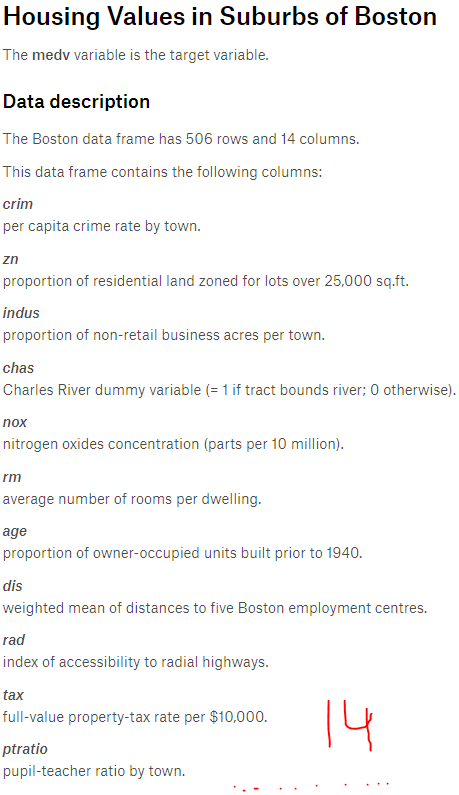 Housing Values in Suburbs of Boston
The medv variable is the target variable.
Data description
The Boston data frame has 506 rows and 14 columns.
This data frame contains the following columns:
crim
per capita crime rate by town.
zn
proportion of residential land zoned for lots over 25,000 sq.ft.
indus
proportion of non-retail business acres per town.
chas
Charles River dummy variable (= 1 if tract bounds river; 0 otherwise).
nox
nitrogen oxides concentration (parts per 10 million).
rm
average number of rooms per dwelling.
age
proportion of owner-occupied units built prior to 1940.
dis
weighted mean of distances to five Boston employment centres.
rad
index of accessibility to radial highways.
tax
full-value property-tax rate per $10,000.
14
ptratio
pupil-teacher ratio by town.